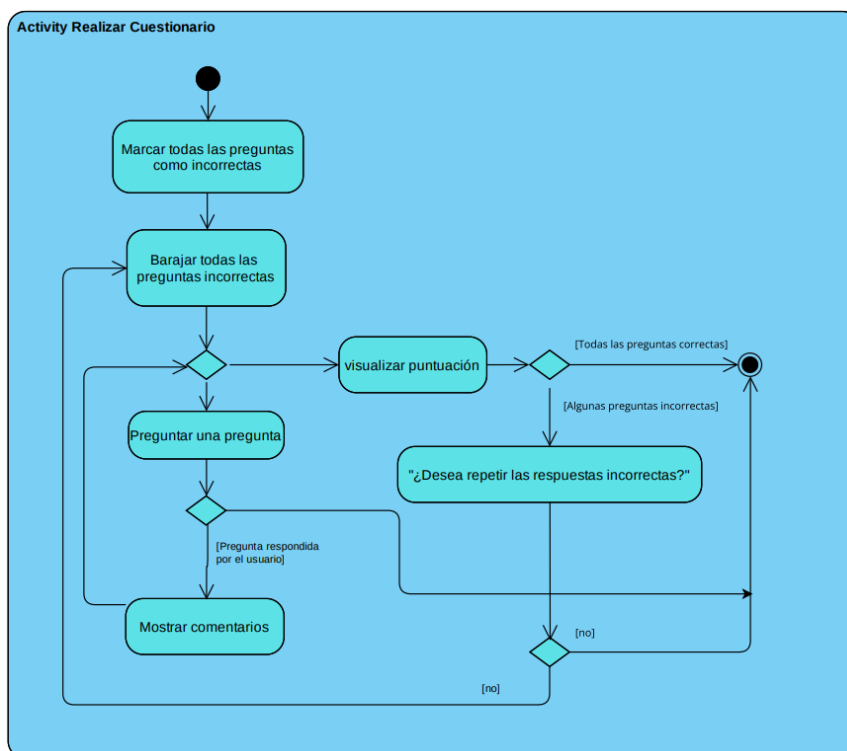 Activity Realizar Cuestionario
Marcar todas las preguntas
como incorrectas
Barajar todas las
preguntas incorrectas
visualizar puntuación
[Todas las preguntas correctas]
[Algunas preguntas incorrectas]
Preguntar una pregunta
"¿Desea repetir las respuestas incorrectas?"
[Pregunta respondida
por el usuario]
Mostrar comentarios
[no]
[no]